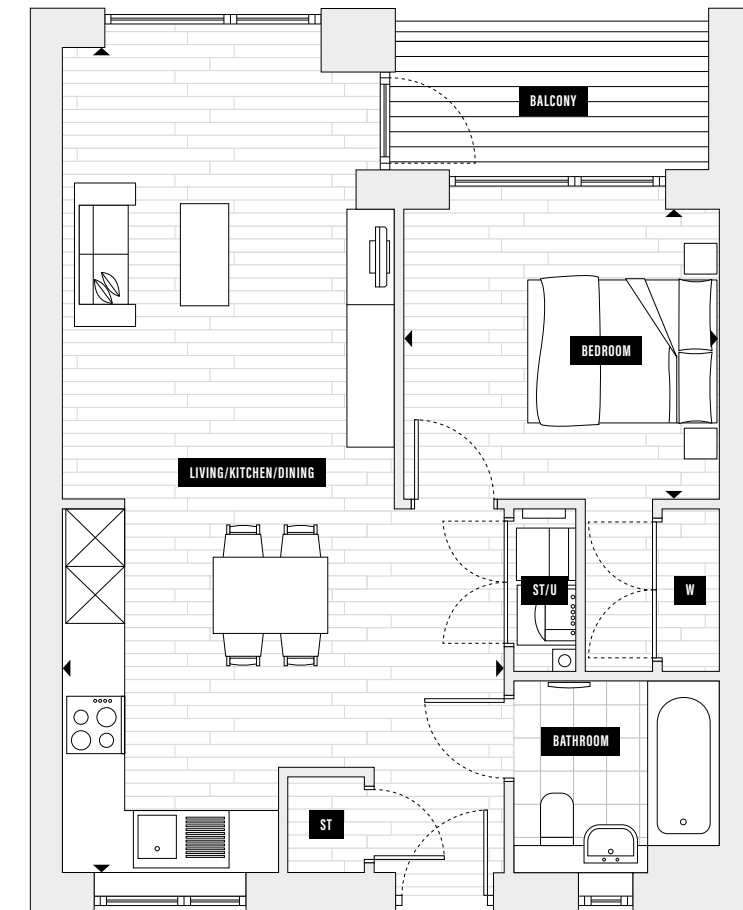 BALCONY
BEDROOM
LIVING/KITCHEN/DINING
ST/U
W
BATHROOM
ST